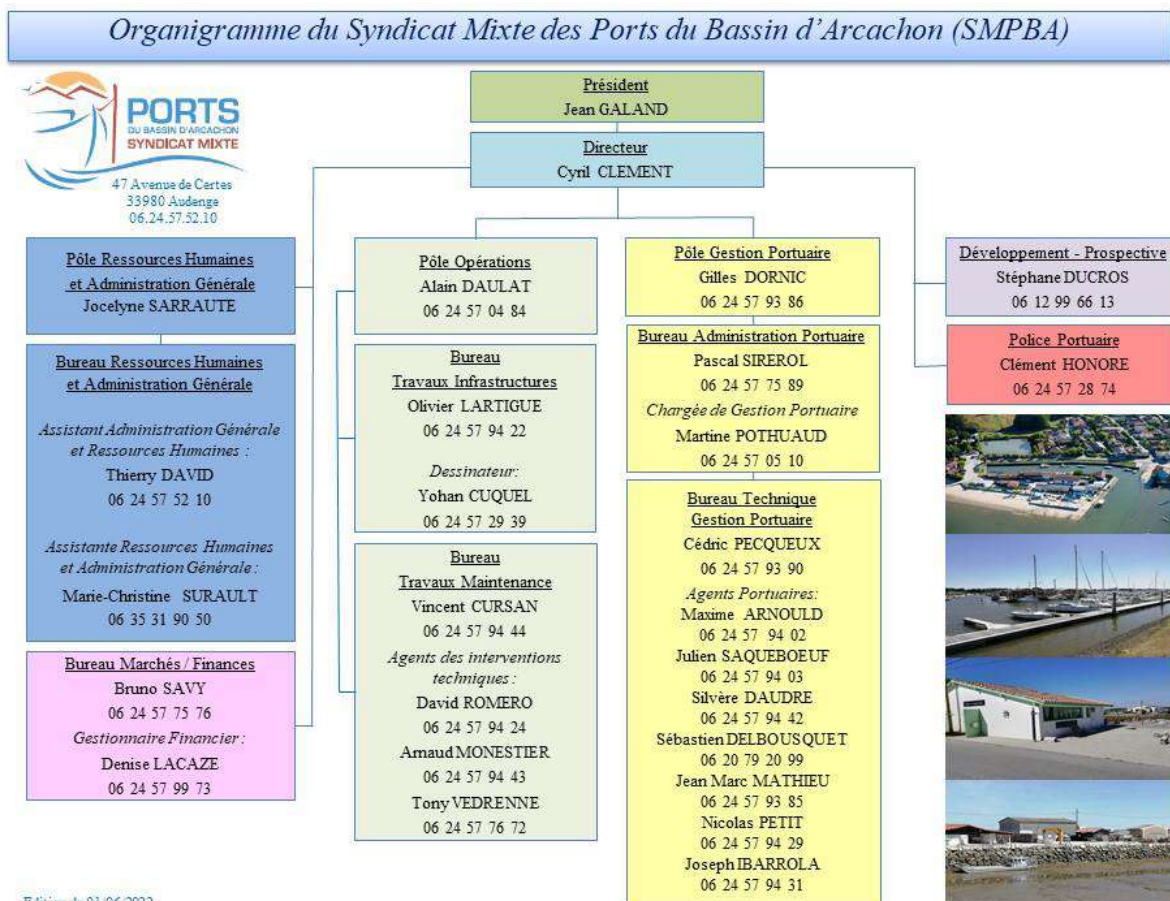 Organigramme du Syndicat Mixte des Ports du Bassin d'Arcachon (SMPBA)
PORTS
DU BASSIN D'ARCACHON
SYNDICAT MIXTE
47 Avenue de Certes
33980 Audenge
06.24.57.52.10
Président
Jean GALAND
Directeur
Cyril CLEMENT
Pôle Ressources Humaines
et Administration Générale
Jocelyne SARRAUTE
Bureau Ressources Humaines
et Administration Générale
Assistant Administration Générale
et Ressources Humaines :
Thierry DAVID
06 24 57 52 10
Assistante Ressources Humaines
et Administration Générale :
Marie-Christine SURAULT
06 35 31 90 50
Bureau Marchés / Finances
Bruno SAVY
06 24 57 75 76
Gestionnaire Financier :
Denise LACAZE
06 24 57 99 73
Pôle Opérations
Alain DAULAT
06 24 57 04 84
Bureau
Travaux Infrastructures
Olivier LARTIGUE
06 24 57 94 22
Dessinateur:
Yohan CUQUEL
06 24 57 29 39
Bureau
Travaux Maintenance
Vincent CURSAN
06 24 57 94 44
Agents des interventions
techniques :
David ROMERO
06 24 57 94 24
Arnaud MONESTIER
06 24 57 94 43
Tony VEDRENNE
06 24 57 76 72
Pôle Gestion Portuaire
Gilles DORNIC
06 24 57 93 86
Bureau Administration Portuaire
Pascal SIREROL
06 24 57 75 89
Chargée de Gestion Portuaire
Martine POTHUAUD
06 24 57 05 10
Bureau Technique
Gestion Portuaire
Cédric PECQUEUX
06 24 57 93 90
Agents Portuaires:
Maxime ARNOULD
06 24 57 94 02
Julien SAQUEBOEUF
06 24 57 94 03
Silvère DAUDRE
06 24 57 94 42
Sébastien DELBOUSQUET
06 20 79 20 99
Jean Marc MATHIEU
06 24 57 93 85
Nicolas PETIT
06 24 57 94 29
Joseph IBARROLA
06 24 57 94 31
Développement - Prospective
Stéphane DUCROS
06 12 99 66 13
Police Portuaire
Clément HONORE
06 24 57 28 74